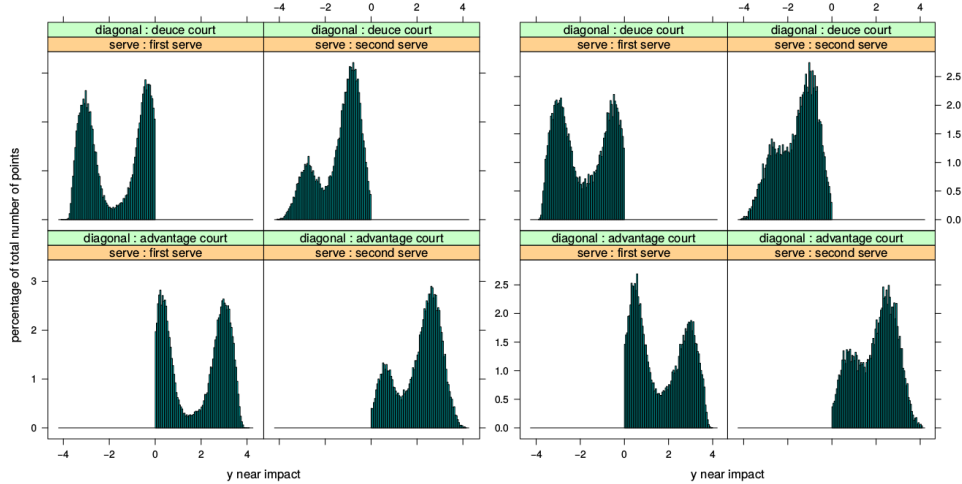 −4 −2 0 2 4 −4 −2 0 2 4
diagonal : deuce court diagonal : deuce court diagonal : deuce court diagonal : deuce court
serve : first serve serve : second serve serve : first serve serve : second serve
2.5
2.0
1.5
1.0
0.5
0.0
diagonal : advantage court diagonal : advantage court diagonal : advantage court diagonal : advantage court
serve : first serve serve : second serve serve : first serve serve : second serve
percentage of total number of points
3
2
1
0
2.5
2.0
1.5
1.0
0.5
0.0
−4 −2 0 2 4 −4 −2 0 2 4
y near impact y near impact